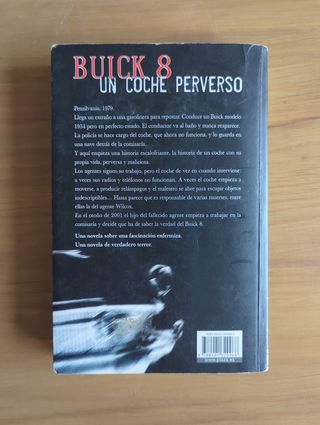 BUICK 8
UN COCHE PERVERSO
Pensilvania, 1979.
Llega un extraño a una gasolinera para repostar. Conduce un Buick modelo
1954 pero en perfecto estado. El conductor va al baño y nunca reaparece.
La policía se hace cargo del coche, que ahora no funciona, y lo guarda en
una nave detrás de la comisaría.
Y aquí empieza una historia escalofriante, la historia de un coche con su
propia vida, perversa y maliciosa.
Los agentes siguen su trabajo, pero el coche de vez en cuando interviene:
a veces sus radios y teléfonos no funcionan. A veces el coche empieza a
moverse, a producir relámpagos y el maletero se abre para escupir objetos
indescriptibles... Hasta parece que es responsable de varias muertes, entre
ellas la del agente Wilcox.
En el otoño de 2001 el hijo del fallecido agente empieza a trabajar en la
comisaría y decide que ha de saber la verdad del Buick 8.
Una novela sobre una fascinación enfermiza.
Una novela de verdadero terror.
www.plaza.es